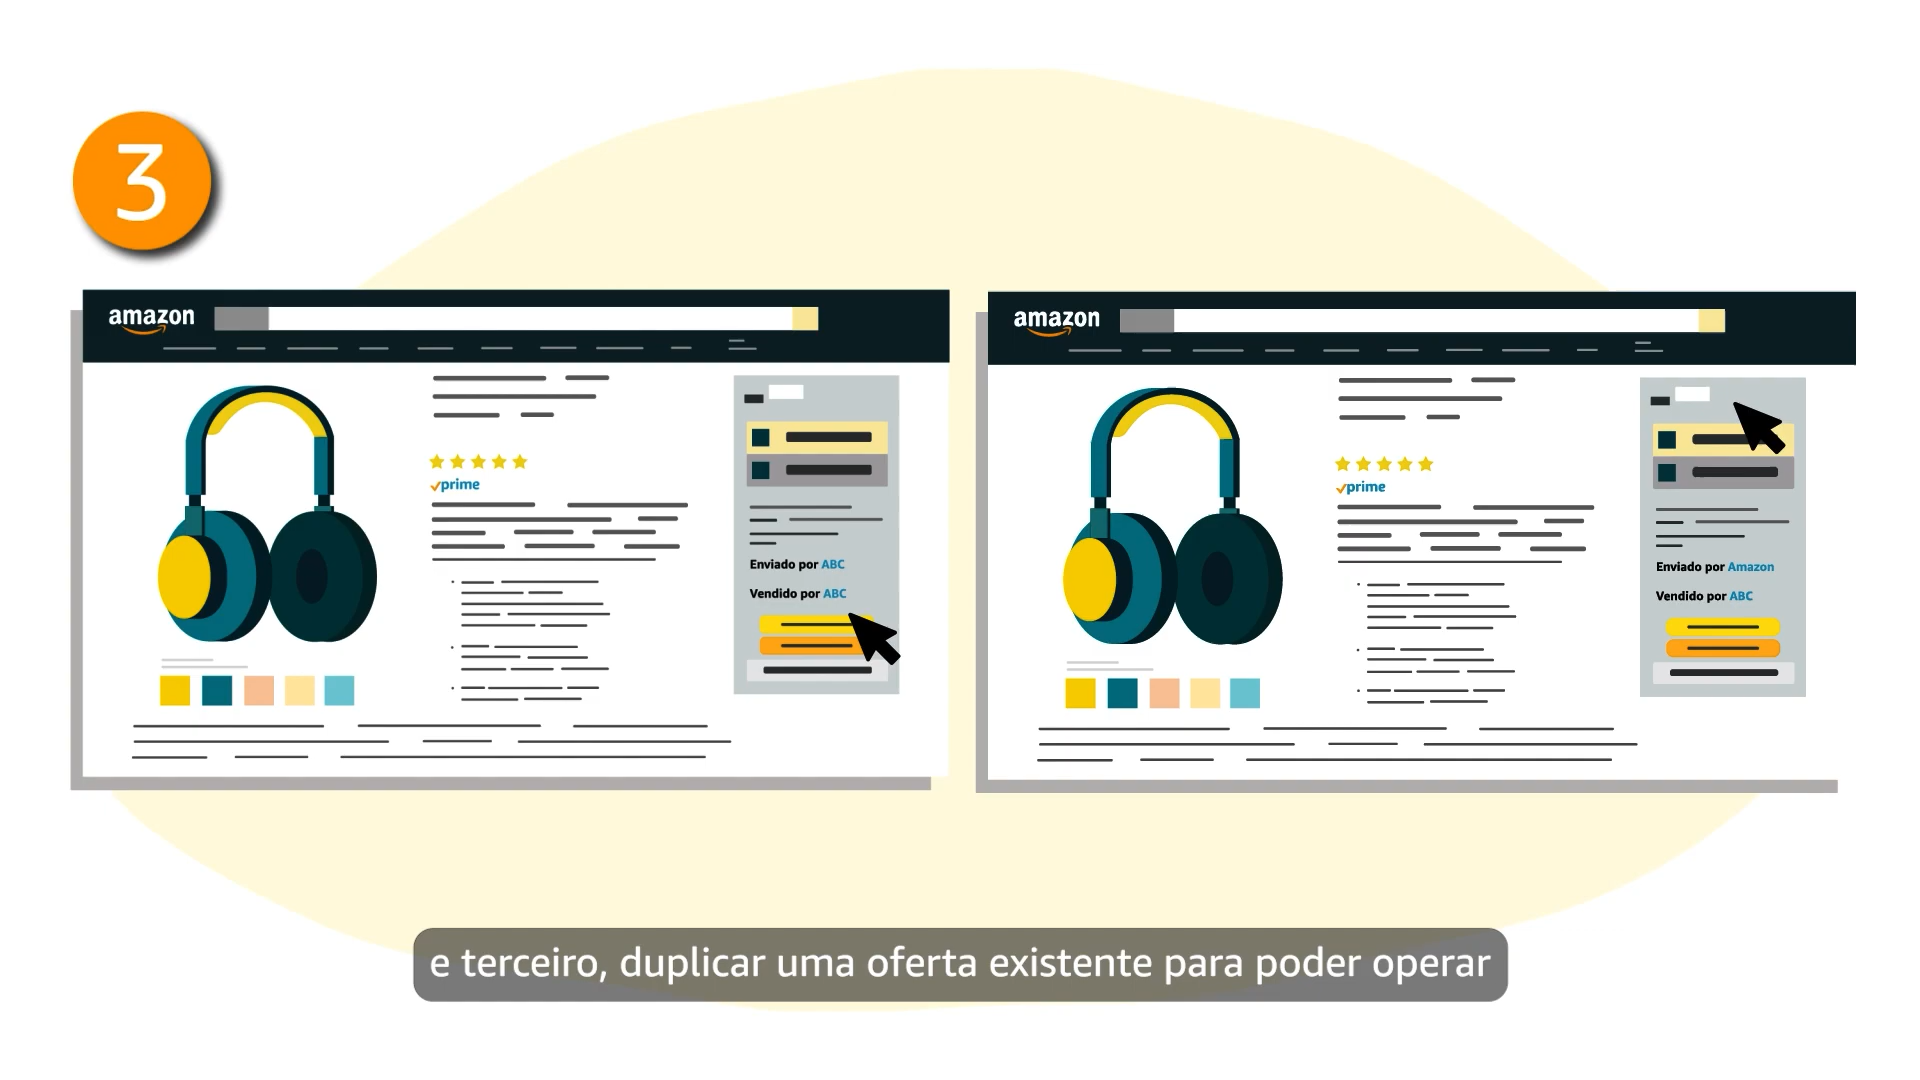 3
amazon
prime
Enviado por ABC
Vendido por ABC
amazon
prime
Enviado por Amazon
Vendido por ABC
e terceiro, duplicar uma oferta existente para poder operar